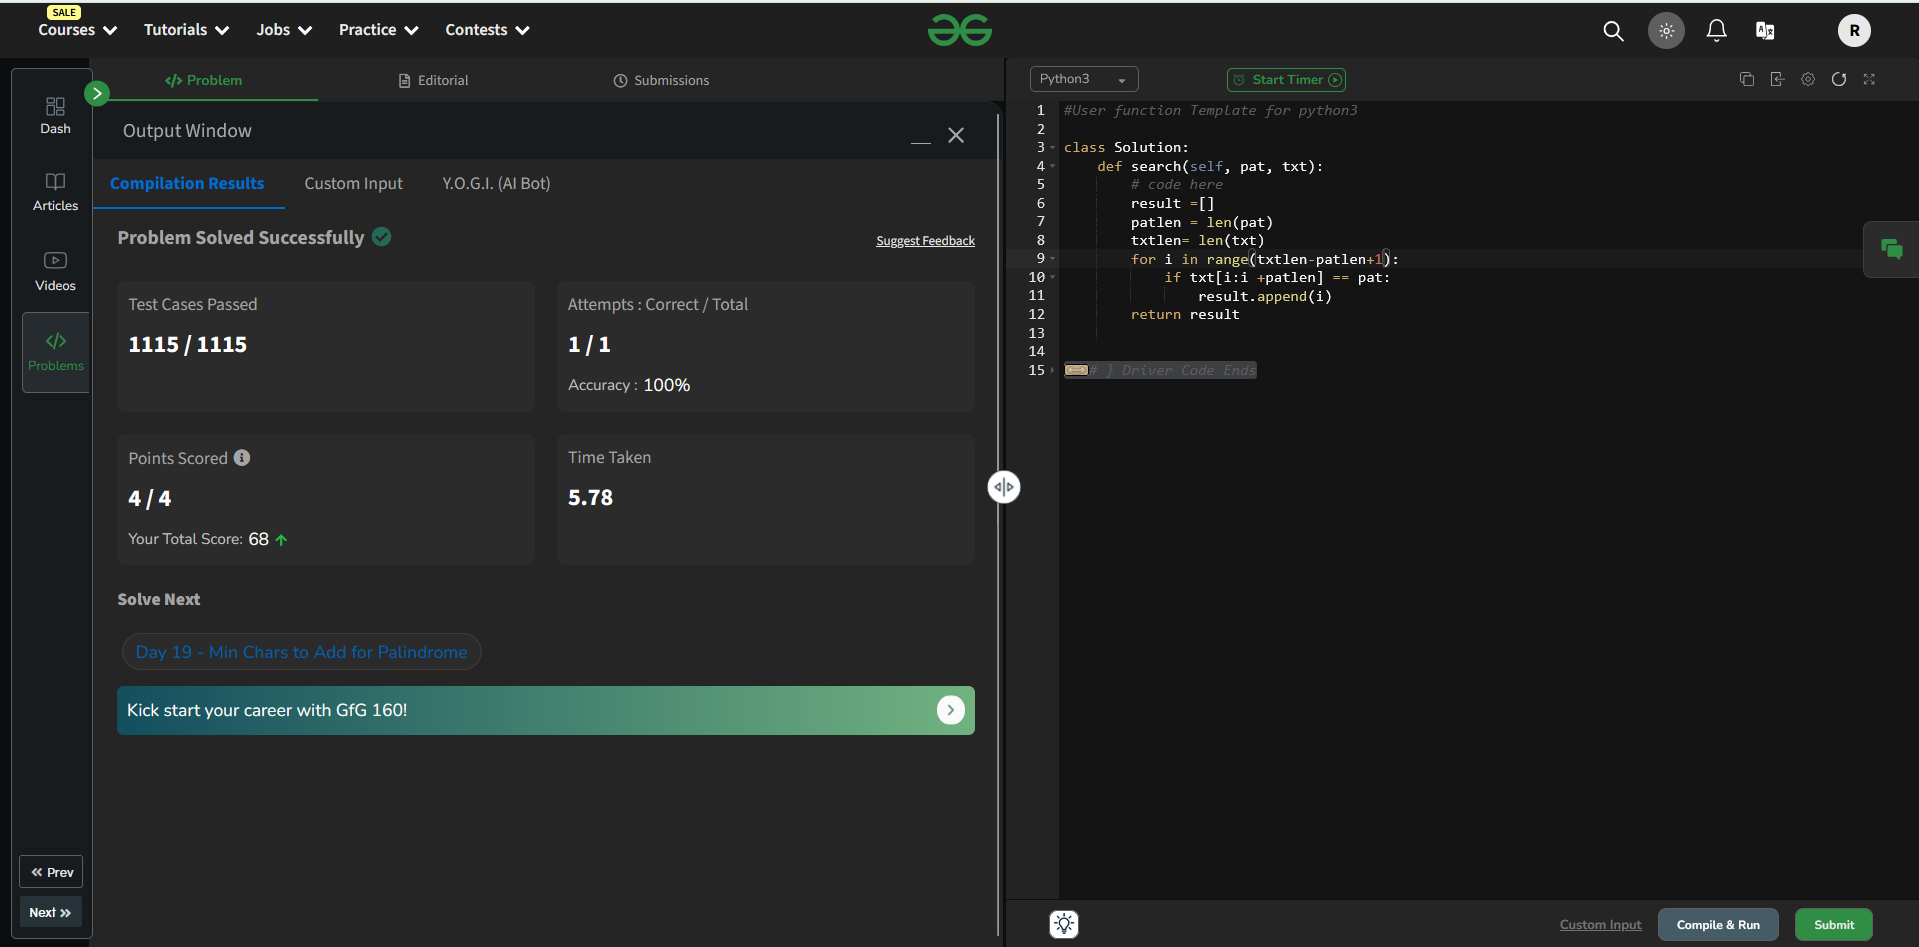 SALE
Courses
Tutorials
Jobs
Practice
Contests
R
Dash
Articles
Videos
Problems
Prev
Next
Problem
Editorial
Submissions
Output Window
Compilation Results
Custom Input
Y.O.G.I. (AI Bot)
Problem Solved Successfully
Suggest Feedback
Test Cases Passed
1115 / 1115
Attempts : Correct / Total
1 / 1
Accuracy : 100%
Points Scored
4 / 4
Your Total Score: 68
Time Taken
5.78
Solve Next
Day 19 - Min Chars to Add for Palindrome
Kick start your career with GfG 160!
Python3
Start Timer
1 #User function Template for python3
2
3 class Solution:
4     def search(self, pat, txt):
5         # code here
6         result =[]
7         patlen = len(pat)
8         txtlen= len(txt)
9         for i in range(txtlen-patlen+1):
10             if txt[i:i +patlen] == pat:
11                 result.append(i)
12         return result
13
14
15 # } Driver Code Ends
Custom Input
Compile & Run
Submit